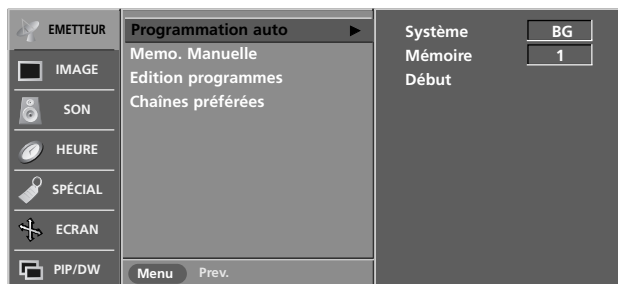 EMETTEUR
IMAGE
SON
HEURE
SPÉCIAL
ECRAN
PIP/DW
Programmation auto
Memo. Manuelle
Edition programmes
Chaînes préférées
Menu Prev.
Système BG
Mémoire 1
Début